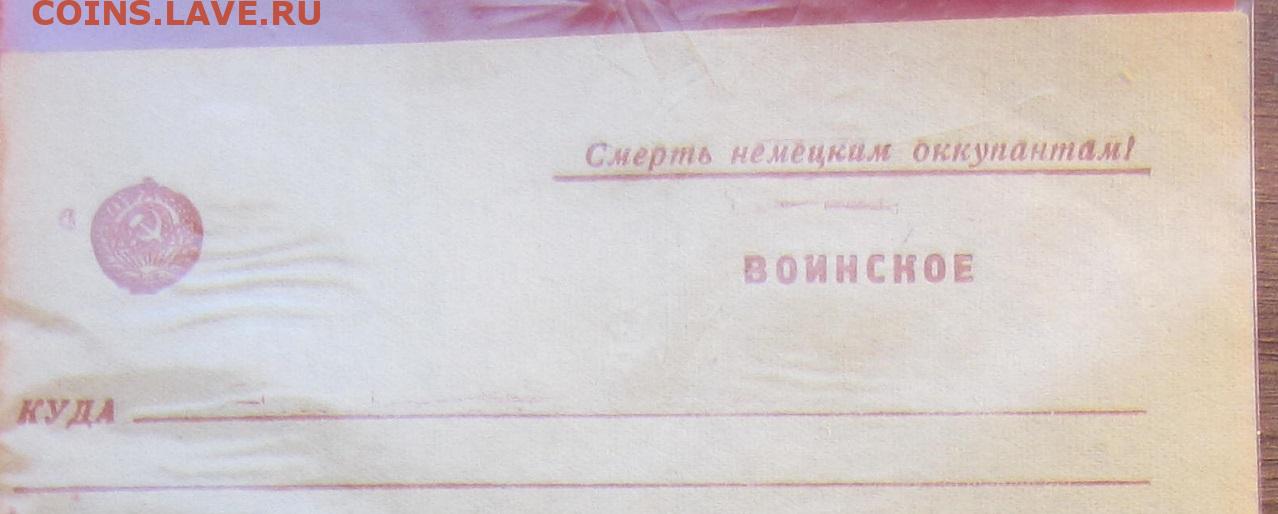 COINS.LAVE.RU
Смерть немецким оккупантам!
ВОИНСКОЕ
КУДА